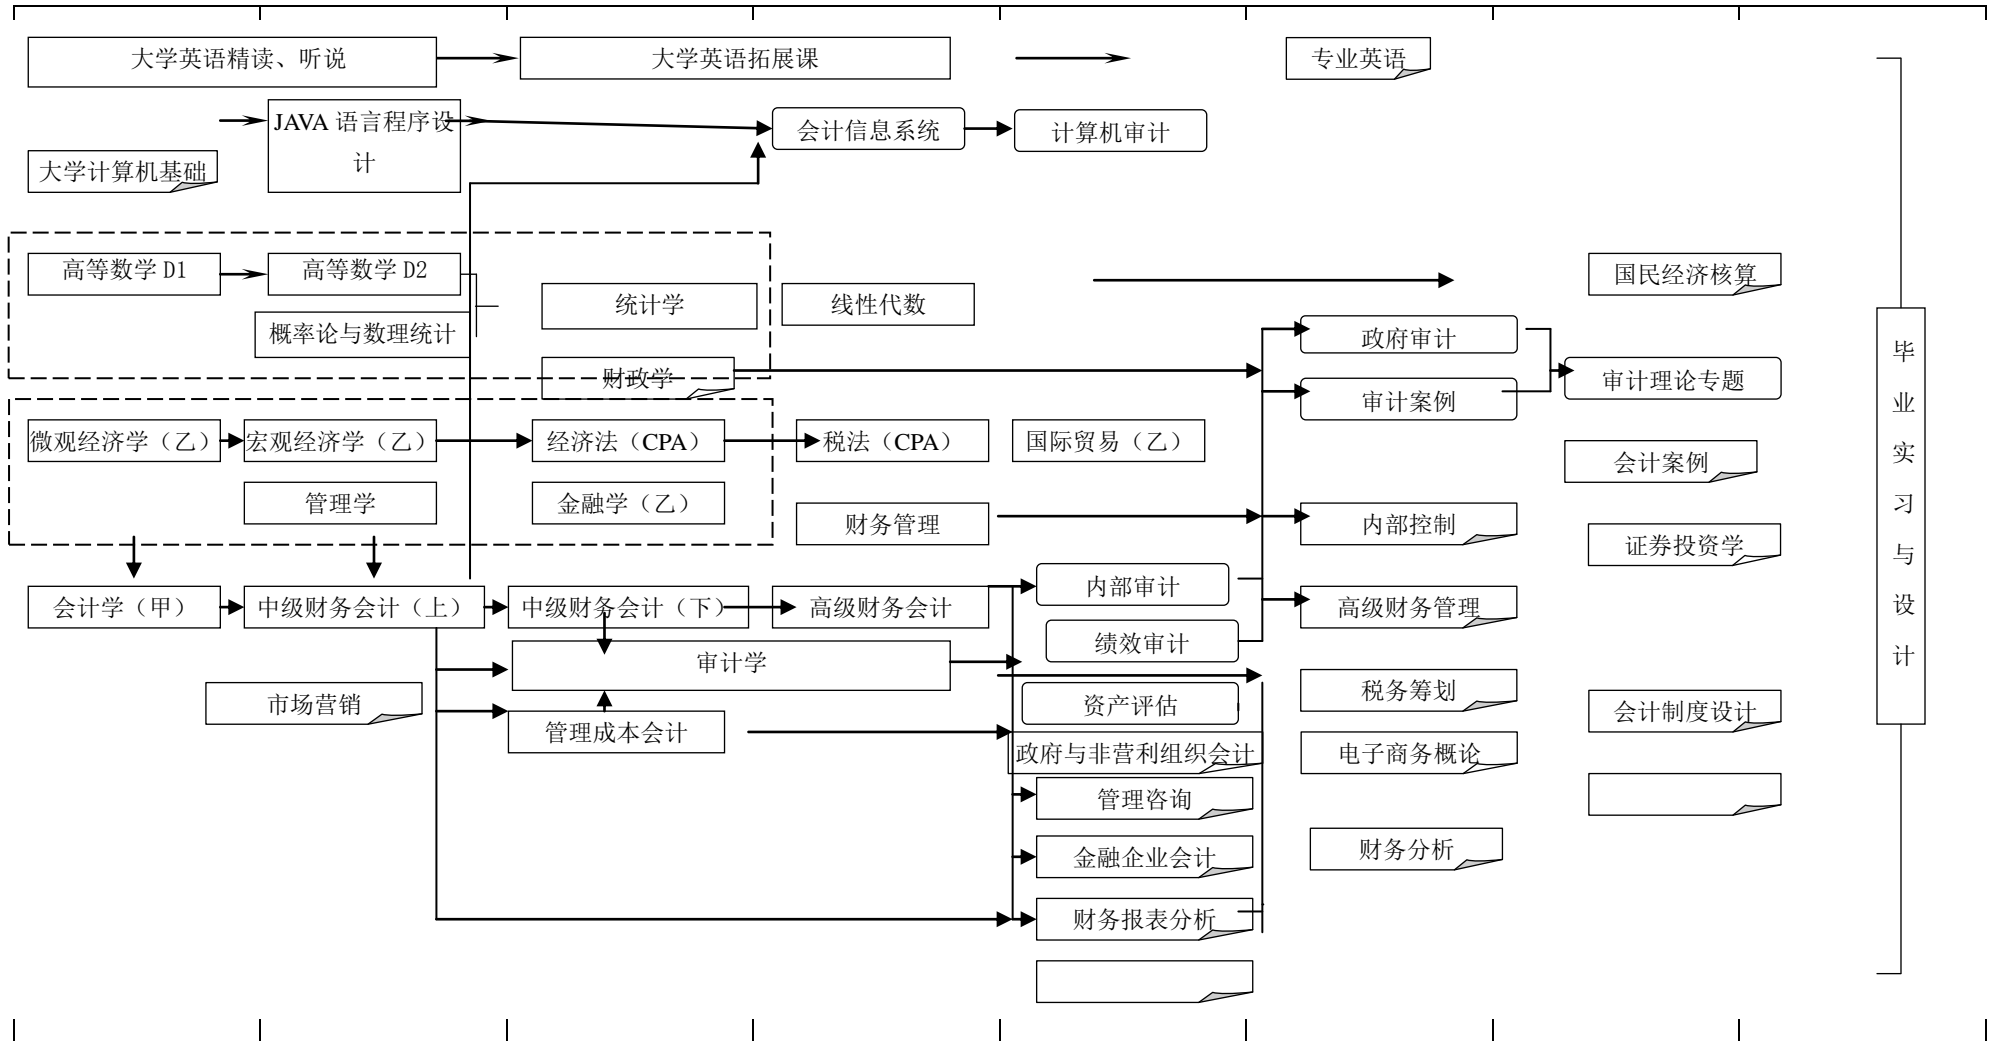 大学英语精读、听说
大学英语拓展课
专业英语
JAVA 语言程序设
计
会计信息系统
计算机审计
大学计算机基础
高等数学 D1
高等数学 D2
国民经济核算
统计学
线性代数
概率论与数理统计
政府审计
财政学
审计理论专题
审计案例
微观经济学（乙）
宏观经济学（乙）
经济法（CPA）
税法（CPA）
国际贸易（乙）
会计案例
管理学
金融学（乙）
财务管理
内部控制
证券投资学
内部审计
会计学（甲）
中级财务会计（上）
中级财务会计（下）
高级财务会计
高级财务管理
绩效审计
审计学
市场营销
资产评估
税务筹划
会计制度设计
管理成本会计
政府与非营利组织会计
电子商务概论
管理咨询
金融企业会计
财务分析
财务报表分析
毕
业
实
习
与
设
计